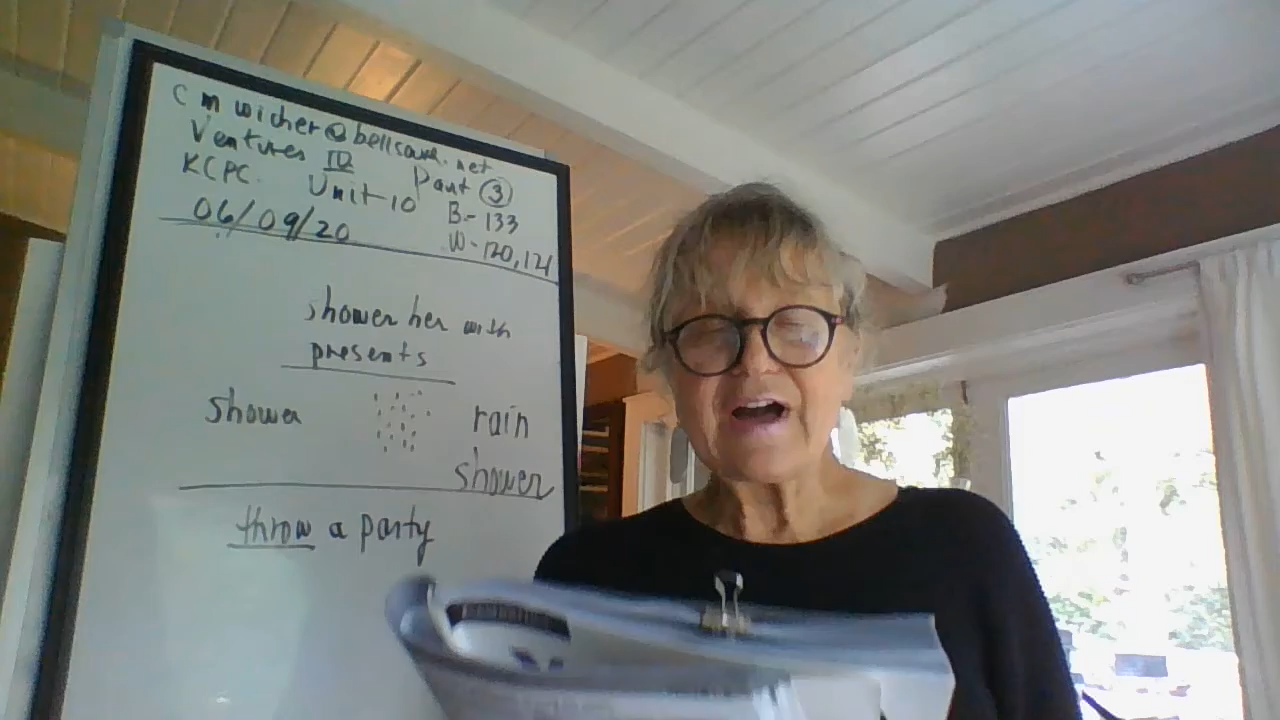 cmwicher@bellsouth.net
Ventures III Part ③
KCPC Unit-10 B-133
06/09/20 W-120,121
shower her with
presents
shower rain
shower
throw a party